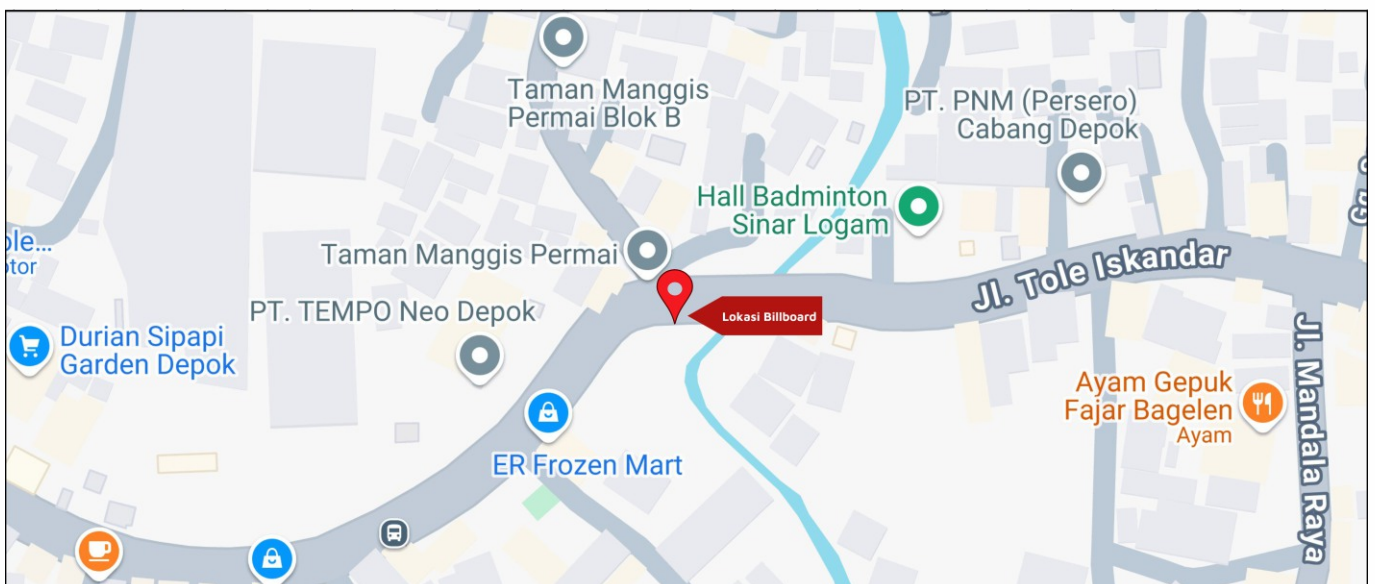 Taman Manggis
Permai Blok B
PT. PNM (Persero)
Cabang Depok
Hall Badminton
Sinar Logam
Taman Manggis Permai
Jl. Tole Iskandar
PT. TEMPO Neo Depok
Lokasi Billboard
Durian Sipapi
Garden Depok
Jl. Mandala Raya
Ayam Gepuk
Fajar Bagelen
Ayam
ER Frozen Mart